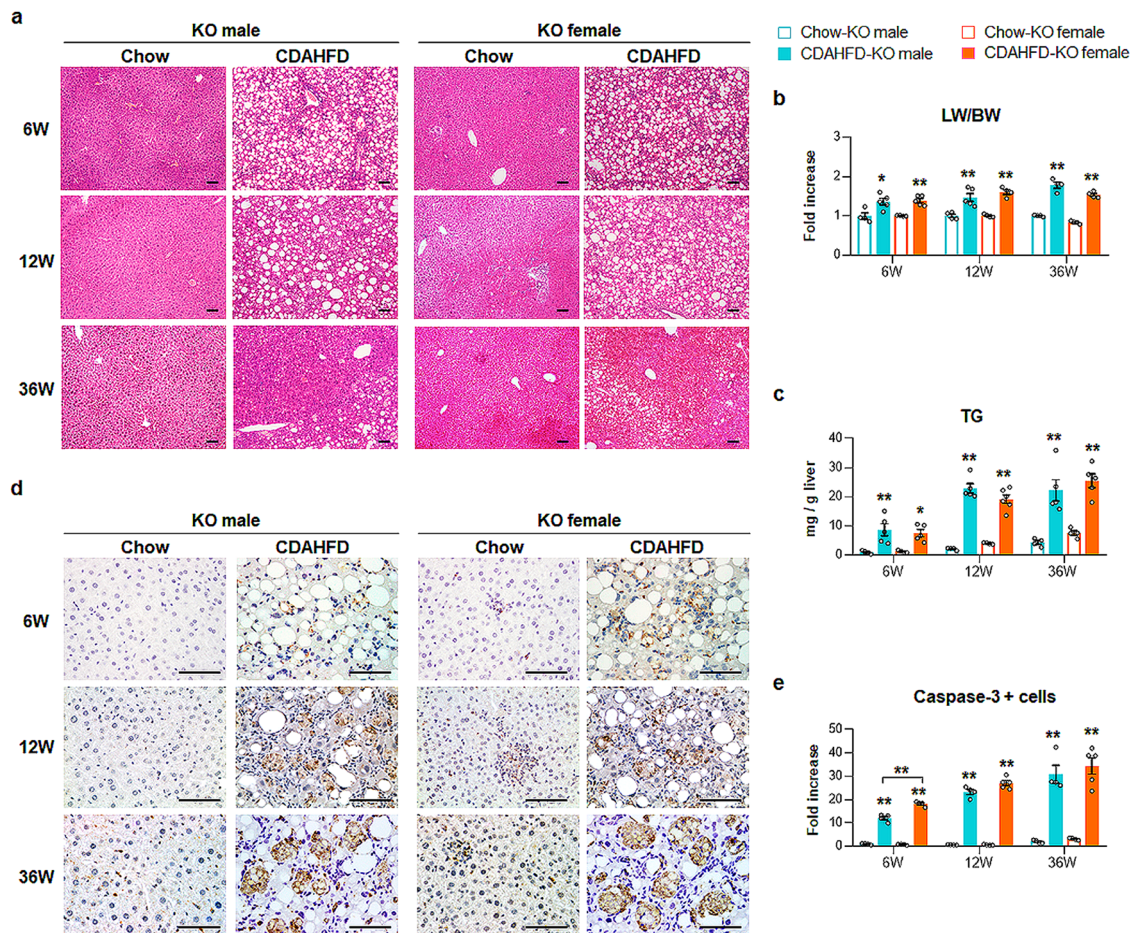 a
KO male
KO female
Chow
CDAHFD
Chow
CDAHFD
6W
12W
36W
Chow-KO male
Chow-KO female
CDAHFD-KO male
CDAHFD-KO female
b
LW/BW
Fold increase
3
2
1
0
*
**
**
**
**
**
6W
12W
36W
c
TG
mg / g liver
40
30
20
10
0
**
*
**
**
**
**
6W
12W
36W
d
KO male
KO female
Chow
CDAHFD
Chow
CDAHFD
6W
12W
36W
e
Caspase-3 + cells
Fold increase
50
40
30
20
10
0
**
**
**
**
**
**
**
6W
12W
36W